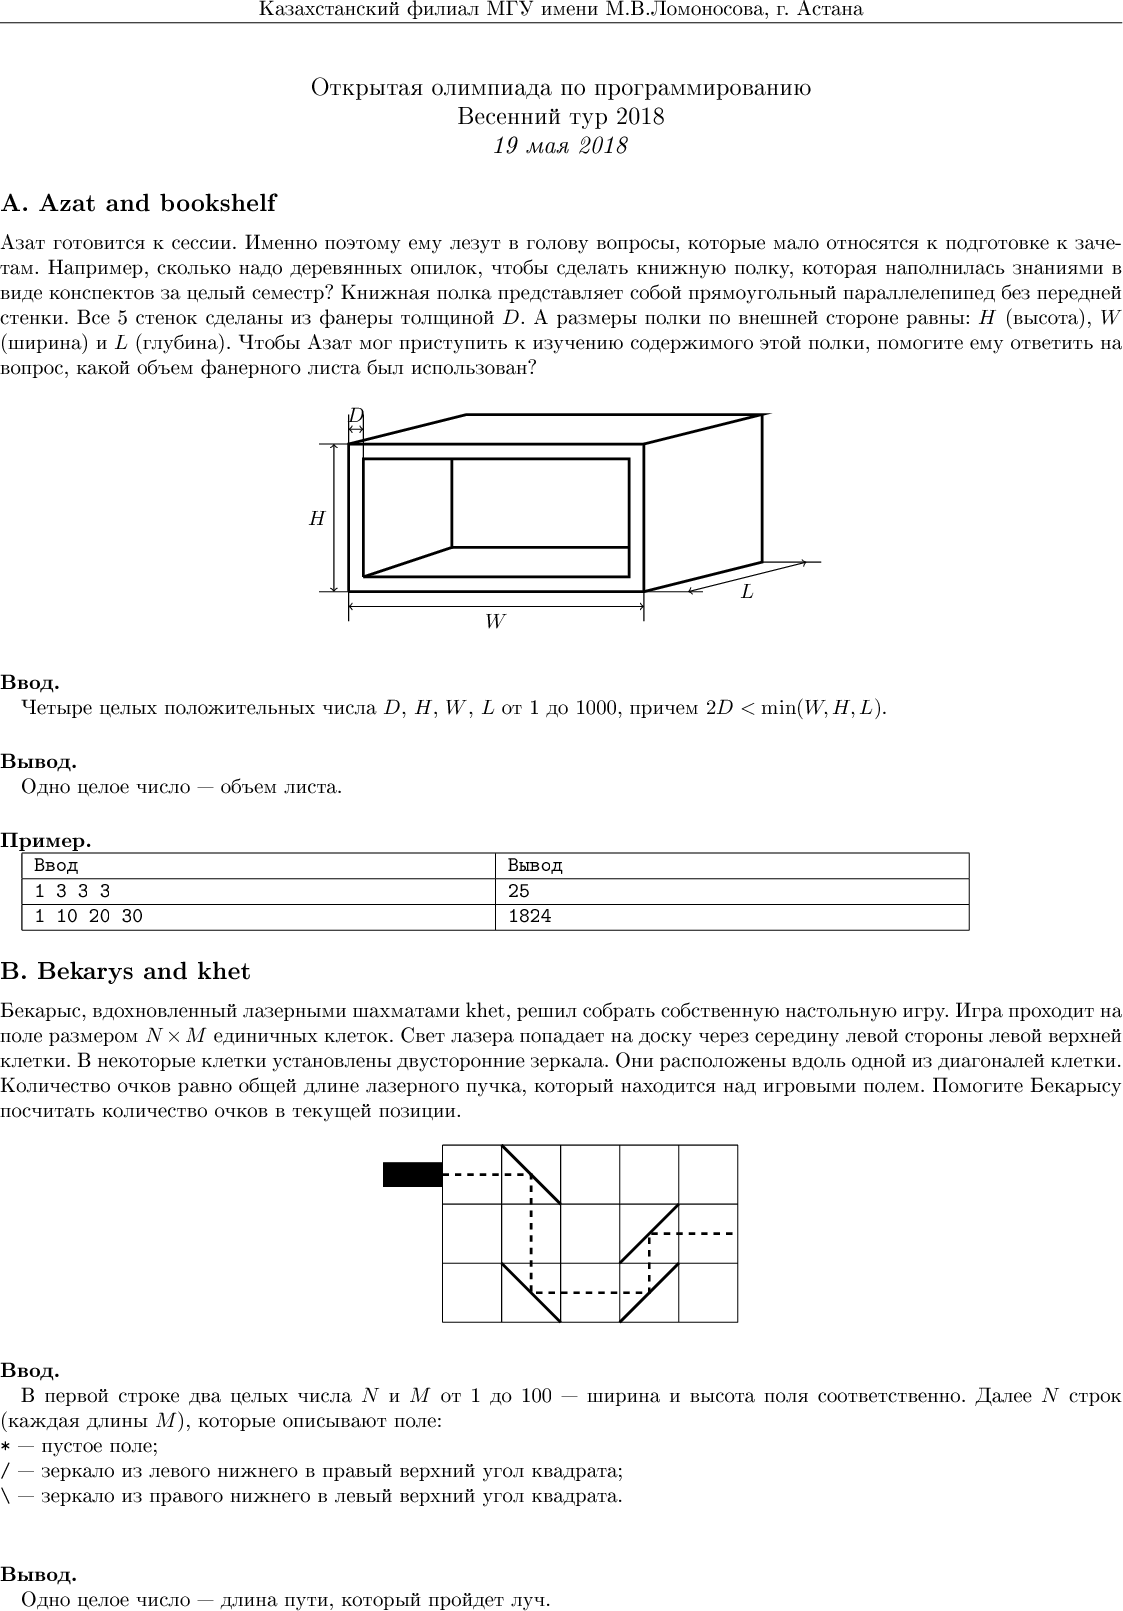 Казахстанский филиал МГУ имени М.В.Ломоносова, г. Астана
Открытая олимпиада по программированию
Весенний тур 2018
19 мая 2018
A. Azat and bookshelf
Азат готовится к сессии. Именно поэтому ему лезут в голову вопросы, которые мало относятся к подготовке к заче-
там. Например, сколько надо деревянных опилок, чтобы сделать книжную полку, которая наполнилась знаниями в
виде конспектов за целый семестр? Книжная полка представляет собой прямоугольный параллелепипед без передней
стенки. Все 5 стенок сделаны из фанеры толщиной D. А размеры полки по внешней стороне равны: H (высота), W
(ширина) и L (глубина). Чтобы Азат мог приступить к изучению содержимого этой полки, помогите ему ответить на
вопрос, какой объем фанерного листа был использован?
D
H
L
W
Ввод.
Четыре целых положительных числа D, H, W, L от 1 до 1000, причем 2D < min(W, H, L).
Вывод.
Одно целое число — объем листа.
Пример.
Ввод Вывод
1 3 3 3 25
1 10 20 30 1824
B. Bekarys and khet
Бекарыс, вдохновленный лазерными шахматами khet, решил собрать собственную настольную игру. Игра проходит на
поле размером N × M единичных клеток. Свет лазера попадает на доску через середину левой стороны левой верхней
клетки. В некоторые клетки установлены двусторонние зеркала. Они расположены вдоль одной из диагоналей клетки.
Количество очков равно общей длине лазерного пучка, который находится над игровыми полем. Помогите Бекарысу
посчитать количество очков в текущей позиции.
Ввод.
В первой строке два целых числа N и M от 1 до 100 — ширина и высота поля соответственно. Далее N строк
(каждая длины M), которые описывают поле:
* — пустое поле;
/ — зеркало из левого нижнего в правый верхний угол квадрата;
\ — зеркало из правого нижнего в левый верхний угол квадрата.
Вывод.
Одно целое число — длина пути, который пройдет луч.